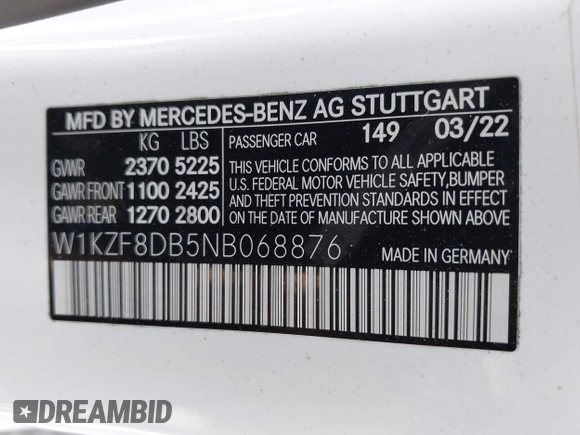 MFD BY MERCEDES-BENZ AG STUTTGART
KG LBS PASSENGER CAR 149 03/22
GVWR 2370 5225
GAWR FRONT 1100 2425
GAWR REAR 1270 2800
THIS VEHICLE CONFORMS TO ALL APPLICABLE
U.S. FEDERAL MOTOR VEHICLE SAFETY, BUMPER
AND THEFT PREVENTION STANDARDS IN EFFECT
ON THE DATE OF MANUFACTURE SHOWN ABOVE.
W1KZF8DB5NB068876
MADE IN GERMANY
DREAMBID